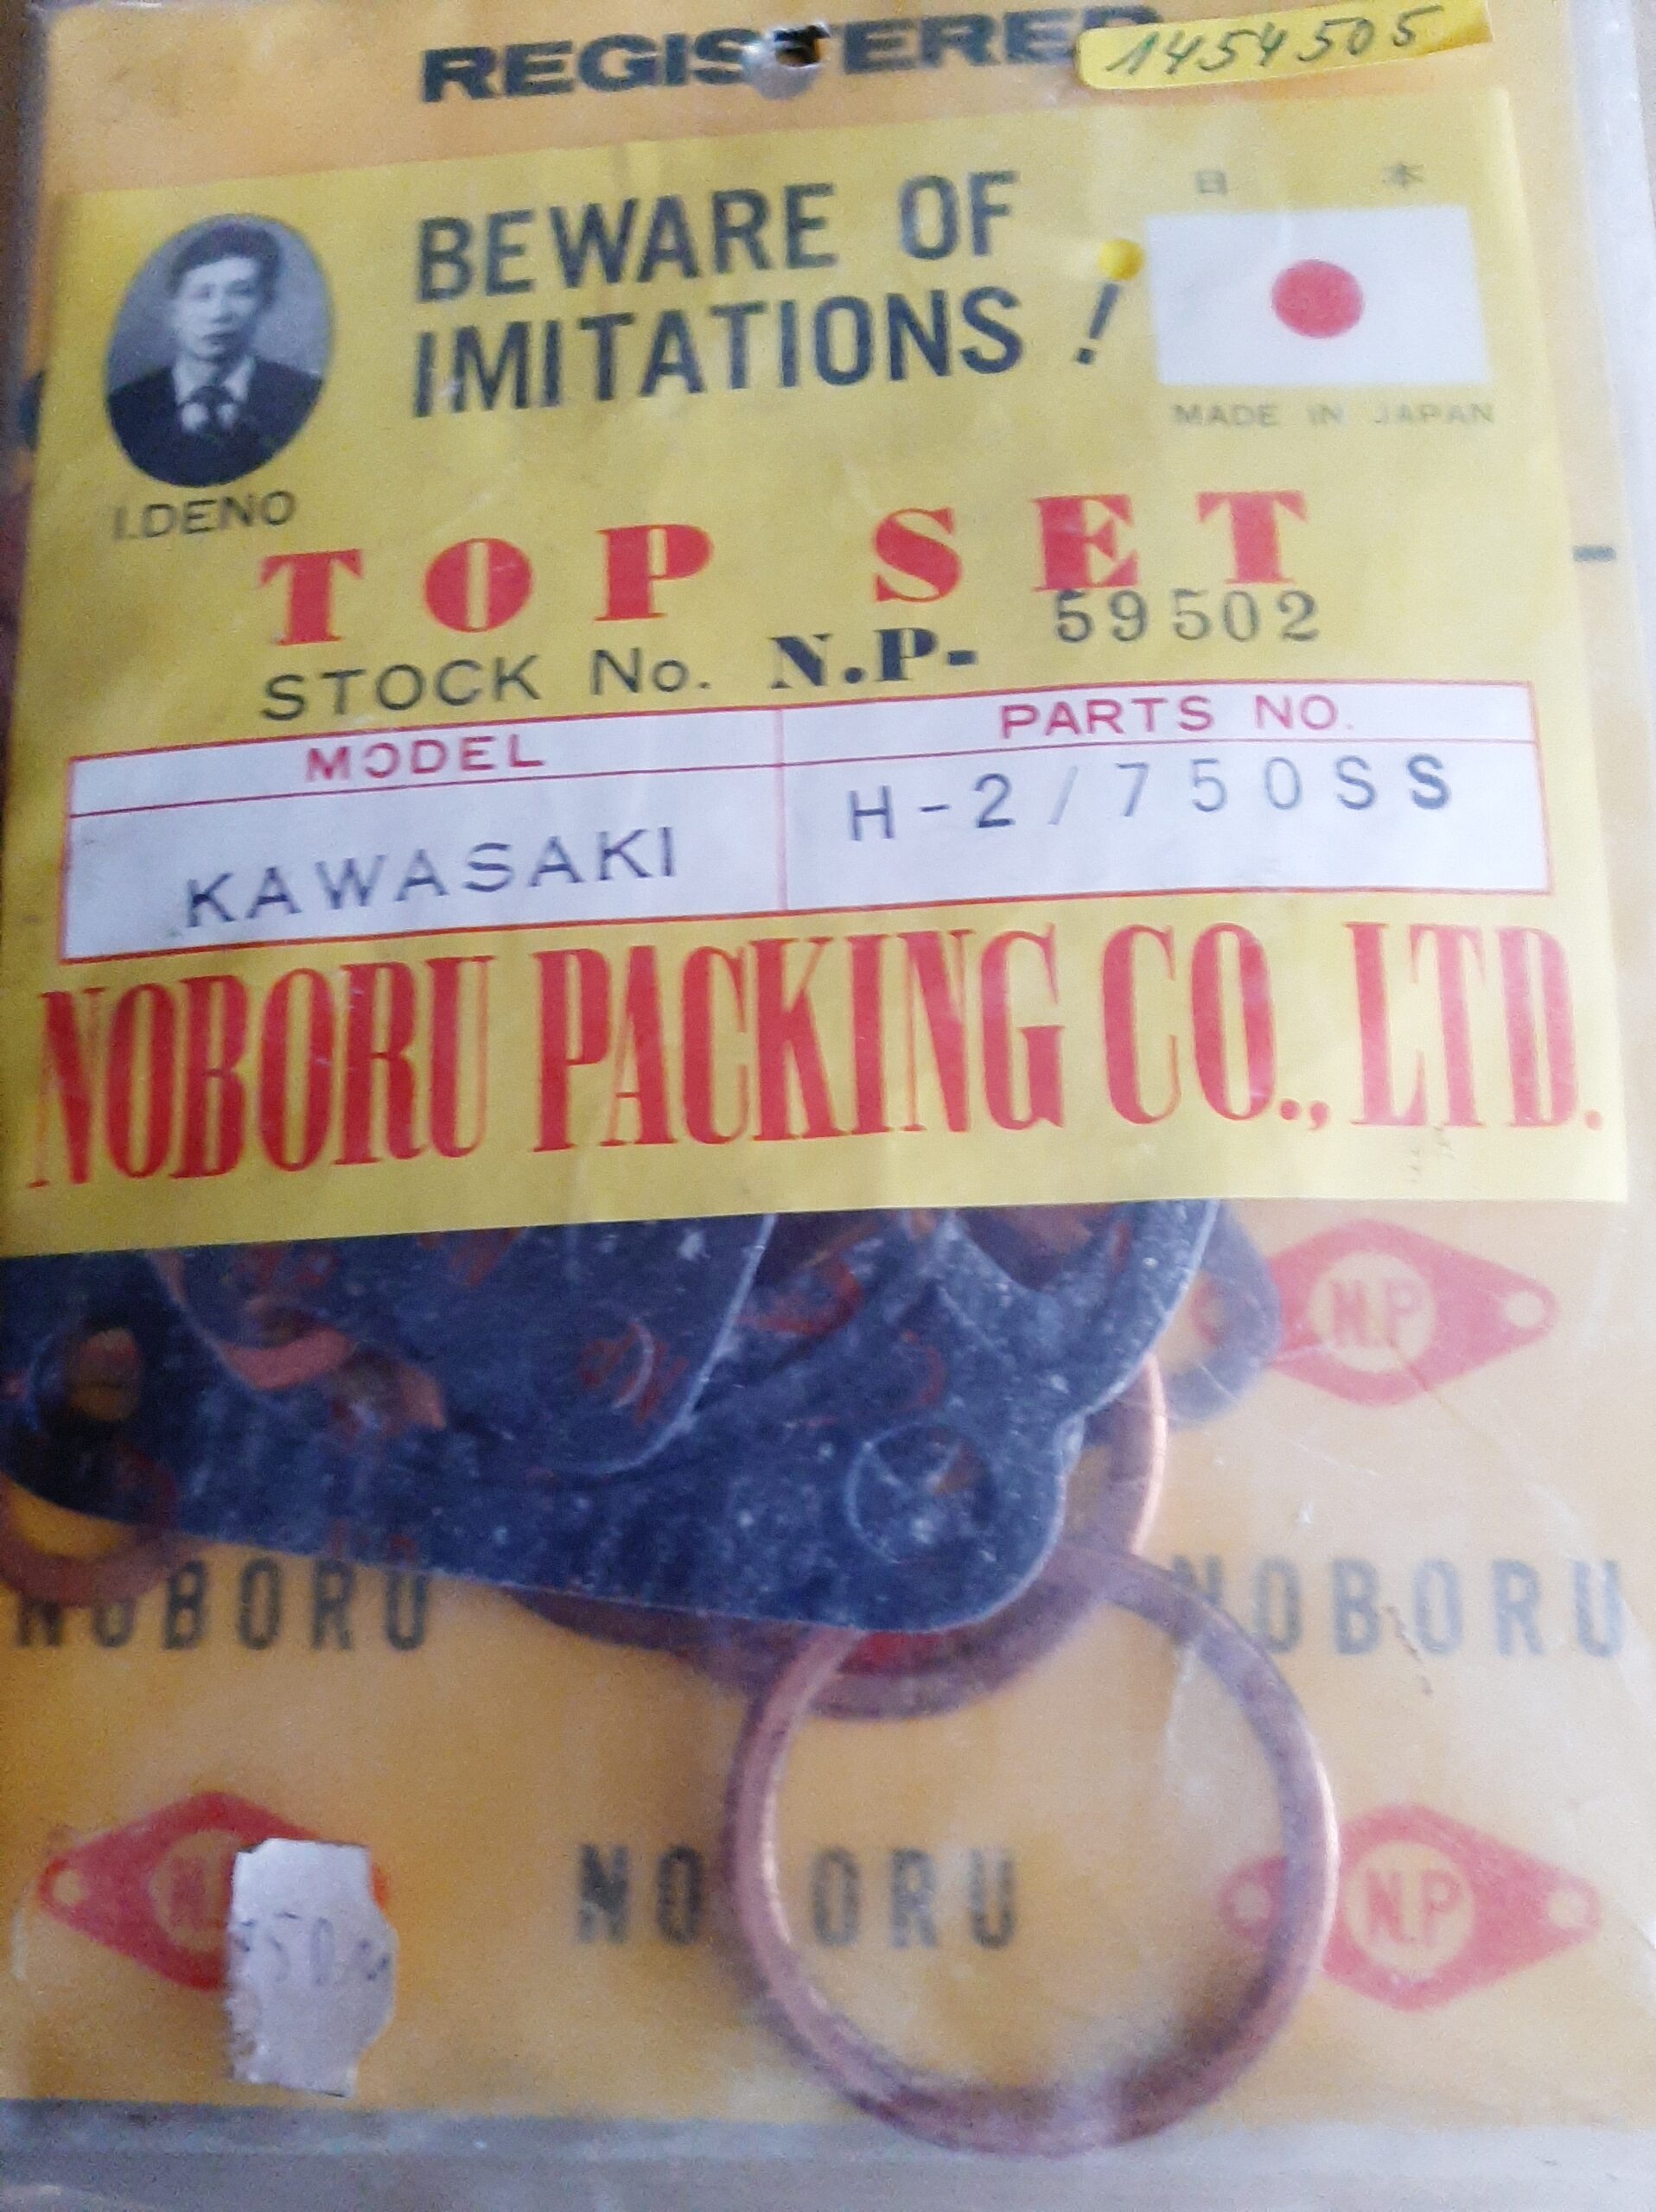 REGISTERED
1454505
BEWARE OF
IMITATIONS !
日 本
MADE IN JAPAN
I.DENO
TOP SET
STOCK No. N.P- 59502
MODEL
PARTS NO.
KAWASAKI
H-2/750SS
NOBORU PACKING CO., LTD.
N.P
NOBORU
NOBORU
NOBORU
N.P